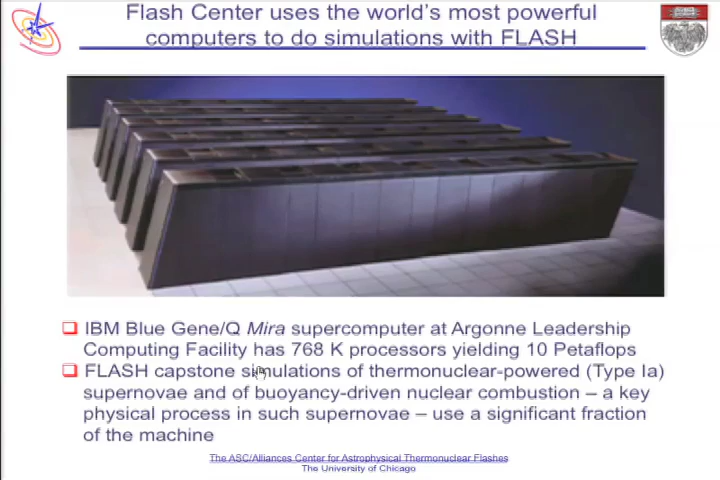 Flash Center uses the world's most powerful
computers to do simulations with FLASH
IBM Blue Gene/Q Mira supercomputer at Argonne Leadership
Computing Facility has 768 K processors yielding 10 Petaflops
FLASH capstone simulations of thermonuclear-powered (Type Ia)
supernovae and of buoyancy-driven nuclear combustion – a key
physical process in such supernovae – use a significant fraction
of the machine
The ASC/Alliances Center for Astrophysical Thermonuclear Flashes
The University of Chicago